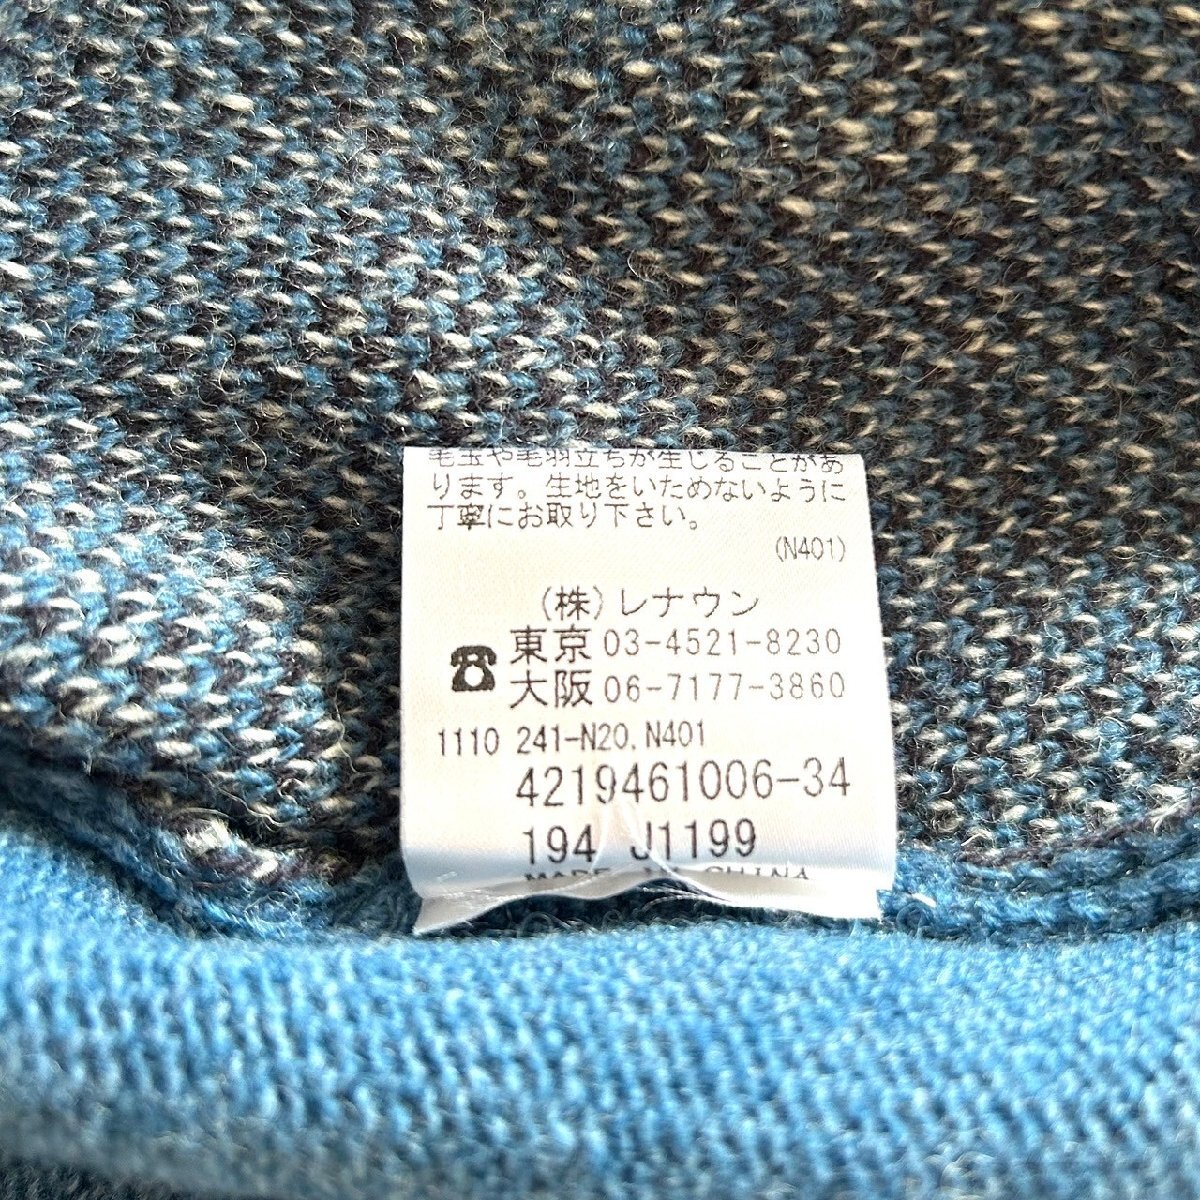 毛玉や毛羽立ちが生じることがあ
ります。生地をいためないように
丁寧にお取り下さい。
(N401)
(株)レナウン
☎東京 03-4521-8230
大阪 06-7177-3860
1110 241-N20.N401
4219461006-34
194 J1199
MADE IN CHINA